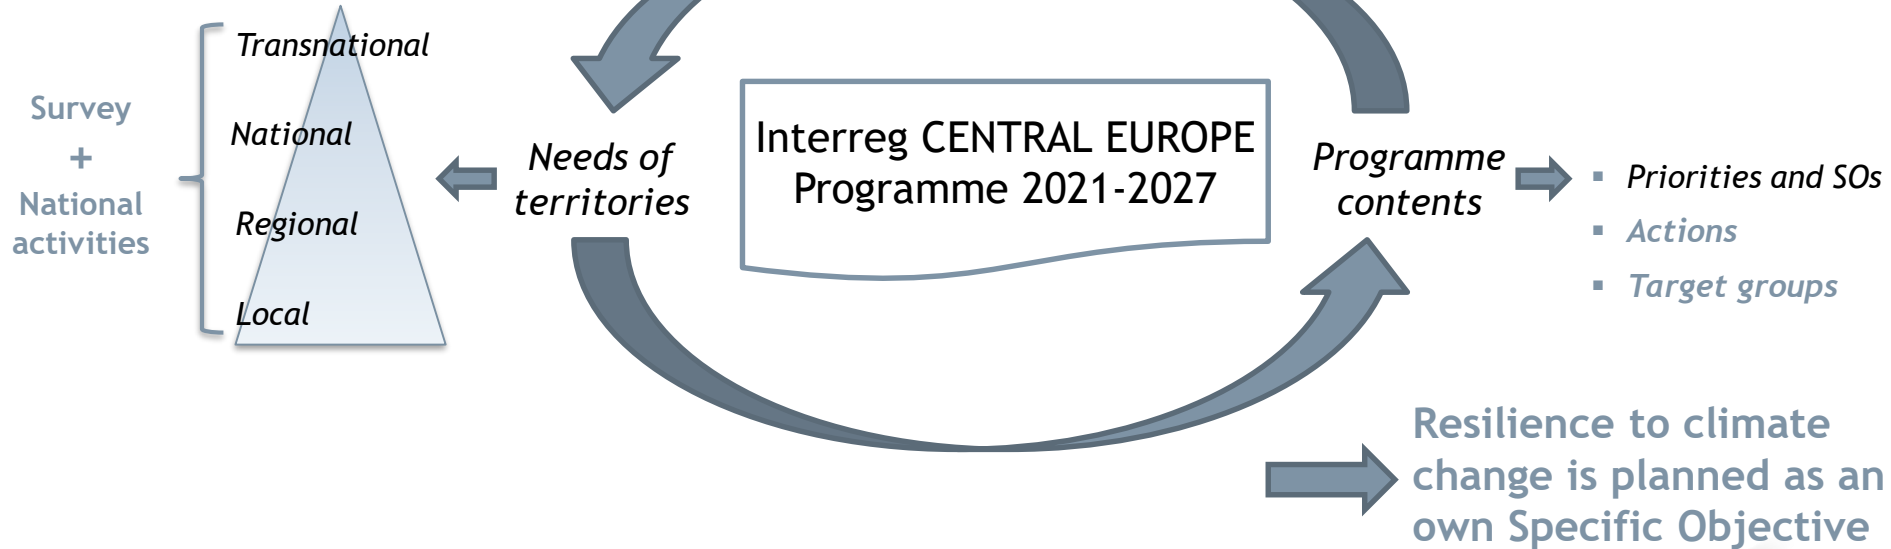 Survey
+
National
activities
Transnational
National
Regional
Local
Needs of
territories
Interreg CENTRAL EUROPE
Programme 2021-2027
Programme
contents
▪ Priorities and SOs
▪ Actions
▪ Target groups
Resilience to climate
change is planned as an
own Specific Objective